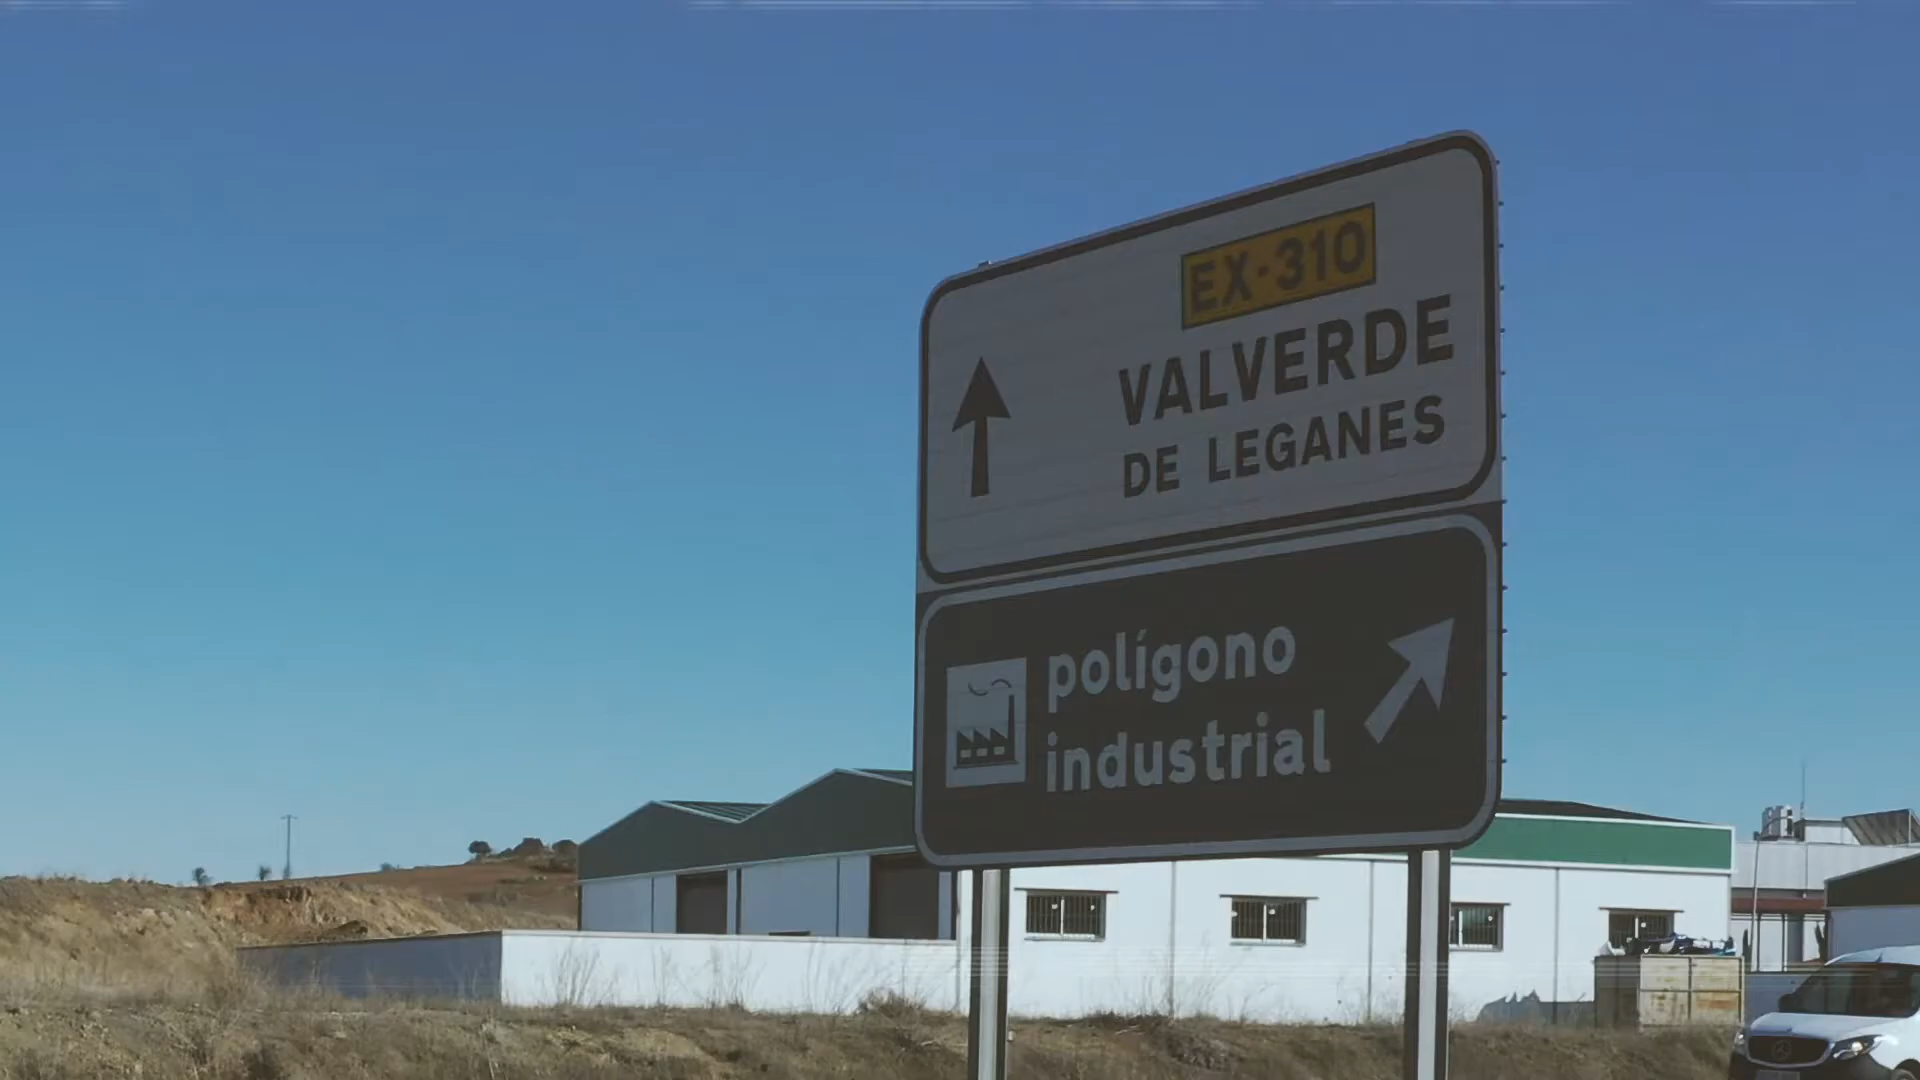 EX-310
VALVERDE
DE LEGANES
polígono
industrial